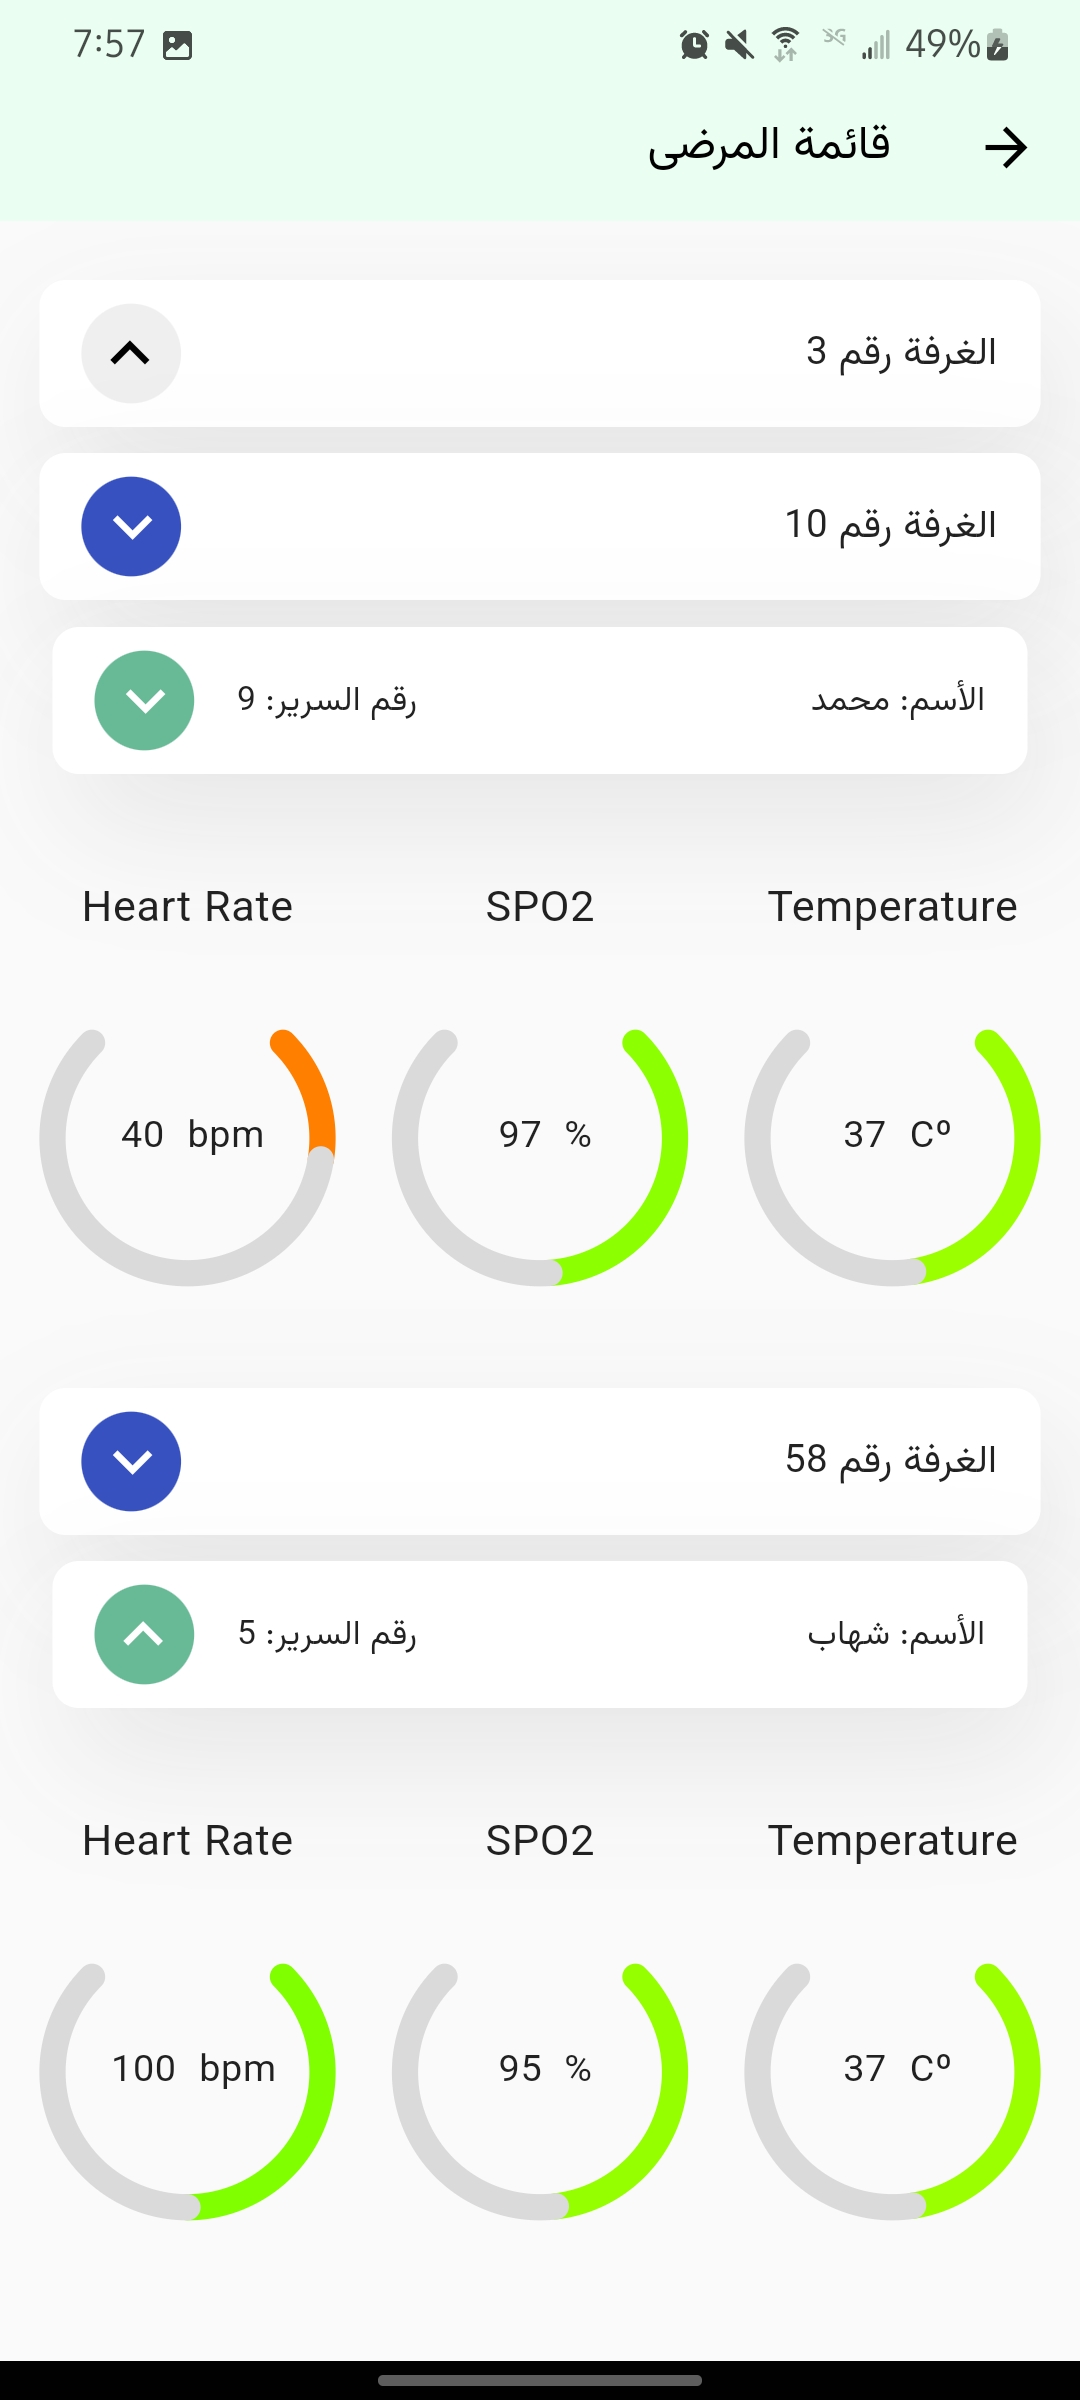 7:57 49%
قائمة المرضى
الغرفة رقم 3
الغرفة رقم 10
الأسم: محمد رقم السرير: 9
Heart Rate SPO2 Temperature
40 bpm 97 % 37 Cº
الغرفة رقم 58
الأسم: شهاب رقم السرير: 5
Heart Rate SPO2 Temperature
100 bpm 95 % 37 Cº